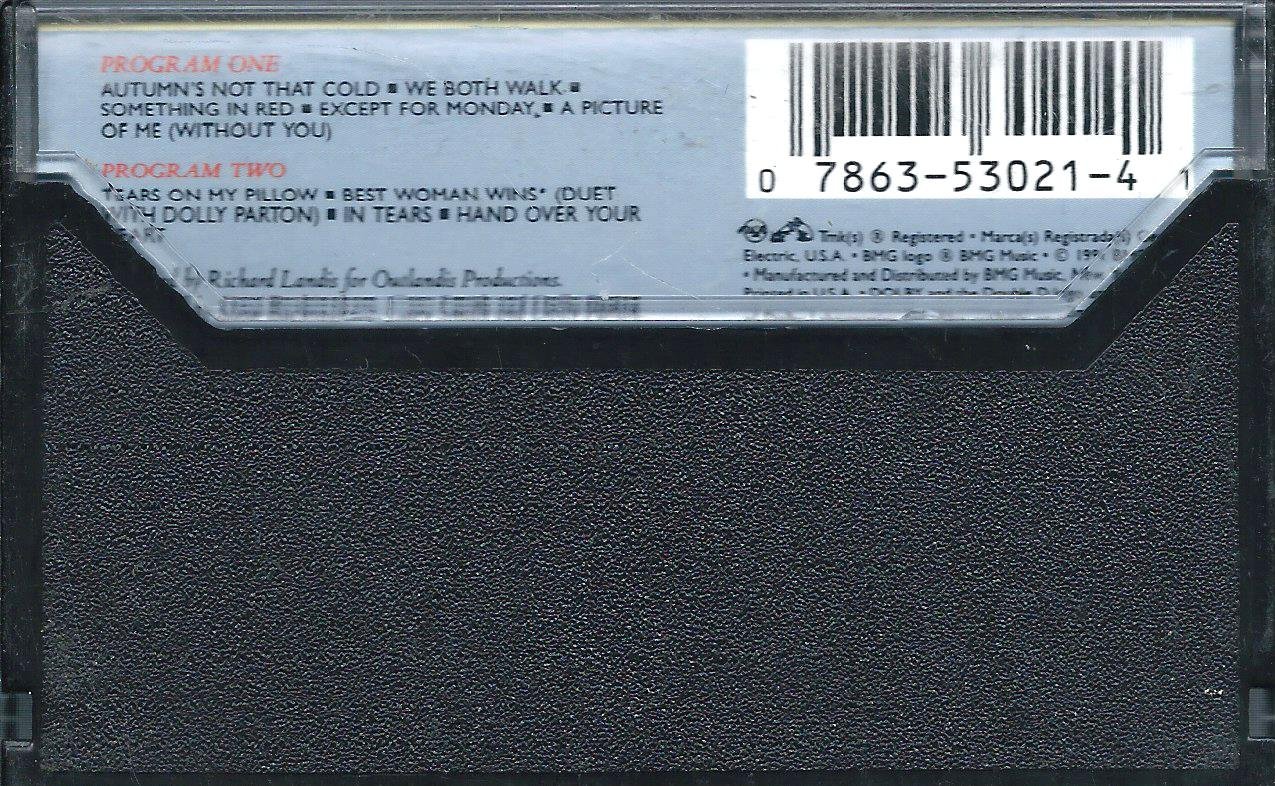 PROGRAM ONE
AUTUMN'S NOT THAT COLD ■ WE BOTH WALK ■
SOMETHING IN RED ■ EXCEPT FOR MONDAY, ■ A PICTURE
OF ME (WITHOUT YOU)
PROGRAM TWO
TEARS ON MY PILLOW ■ BEST WOMAN WINS* (DUET
WITH DOLLY PARTON) ■ IN TEARS ■ HAND OVER YOUR
HEART
by Richard Landis for Outlandis Productions.
0 7863-53021-4 1
Tmk(s) ® Registered • Marca(s) Registrada(s)
Electric, U.S.A. • BMG logo ® BMG Music • ©
• Manufactured and Distributed by BMG Music, New
Printed in U.S.A. • DOLBY and the Double D